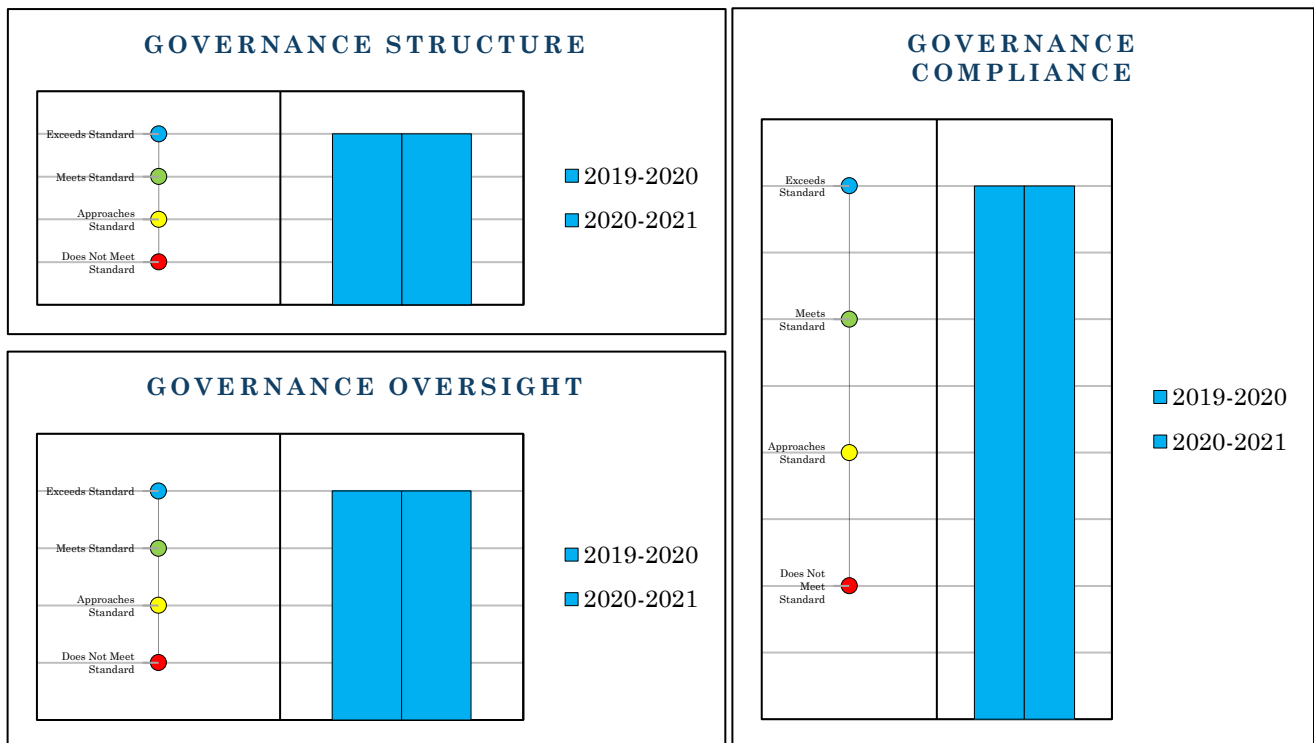 GOVERNANCE STRUCTURE
Exceeds Standard
Meets Standard
Approaches
Standard
Does Not Meet
Standard
2019-2020
2020-2021
GOVERNANCE OVERSIGHT
Exceeds Standard
Meets Standard
Approaches
Standard
Does Not Meet
Standard
2019-2020
2020-2021
GOVERNANCE
COMPLIANCE
Exceeds
Standard
Meets
Standard
Approaches
Standard
Does Not
Meet
Standard
2019-2020
2020-2021